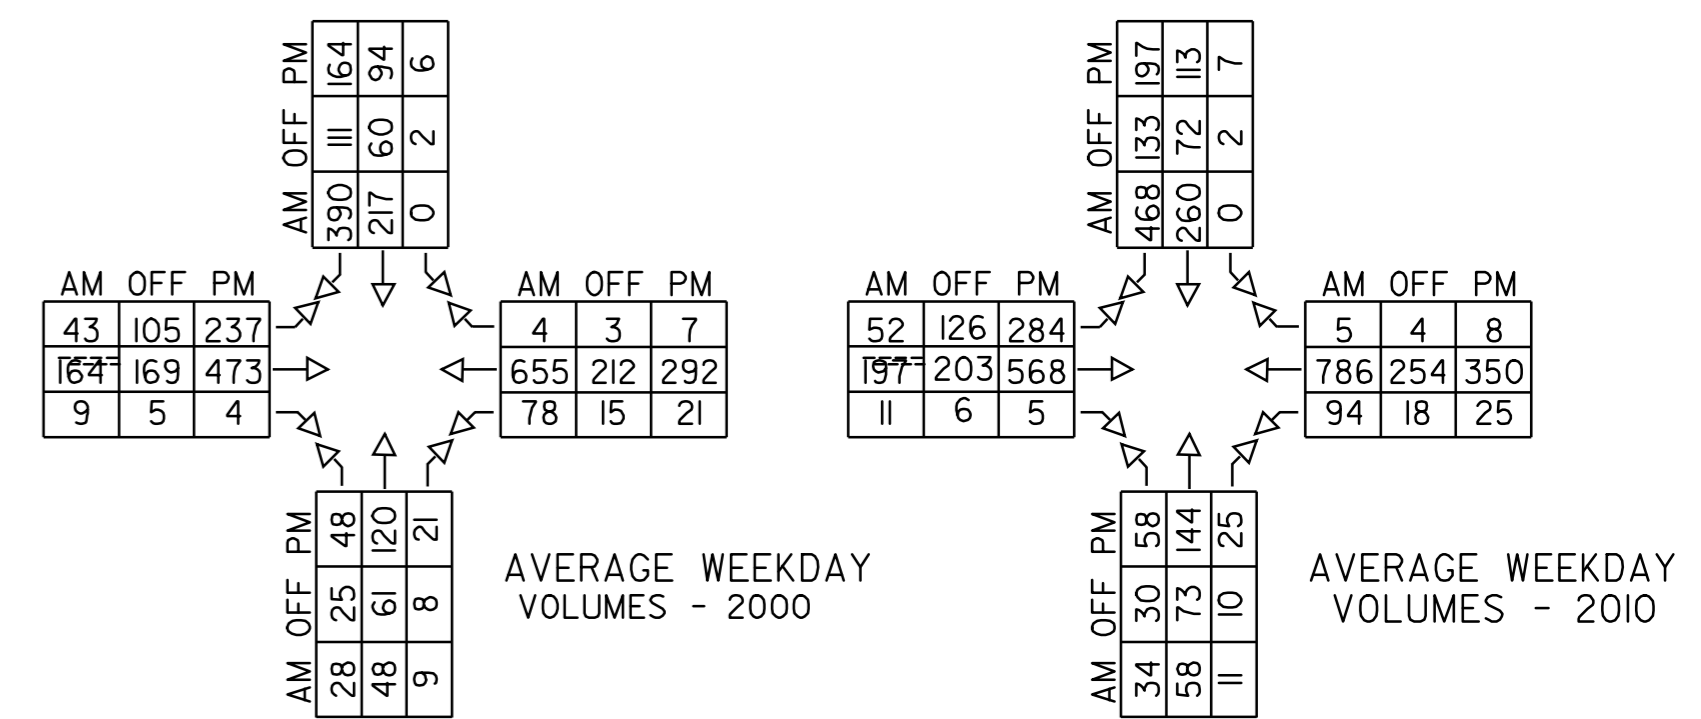 PM 164 94 6
OFF 111 60 2
AM 390 217 0
AM OFF PM
43 105 237
164 169 473
9 5 4
AM OFF PM
4 3 7
655 212 292
78 15 21
PM 48 120 21
OFF 25 61 8
AM 28 48 9
AVERAGE WEEKDAY
VOLUMES - 2000
PM 197 113 7
OFF 133 72 2
AM 468 260 0
AM OFF PM
52 126 284
197 203 568
11 6 5
AM OFF PM
5 4 8
786 254 350
94 18 25
PM 58 144 25
OFF 30 73 10
AM 34 58 11
AVERAGE WEEKDAY
VOLUMES - 2010